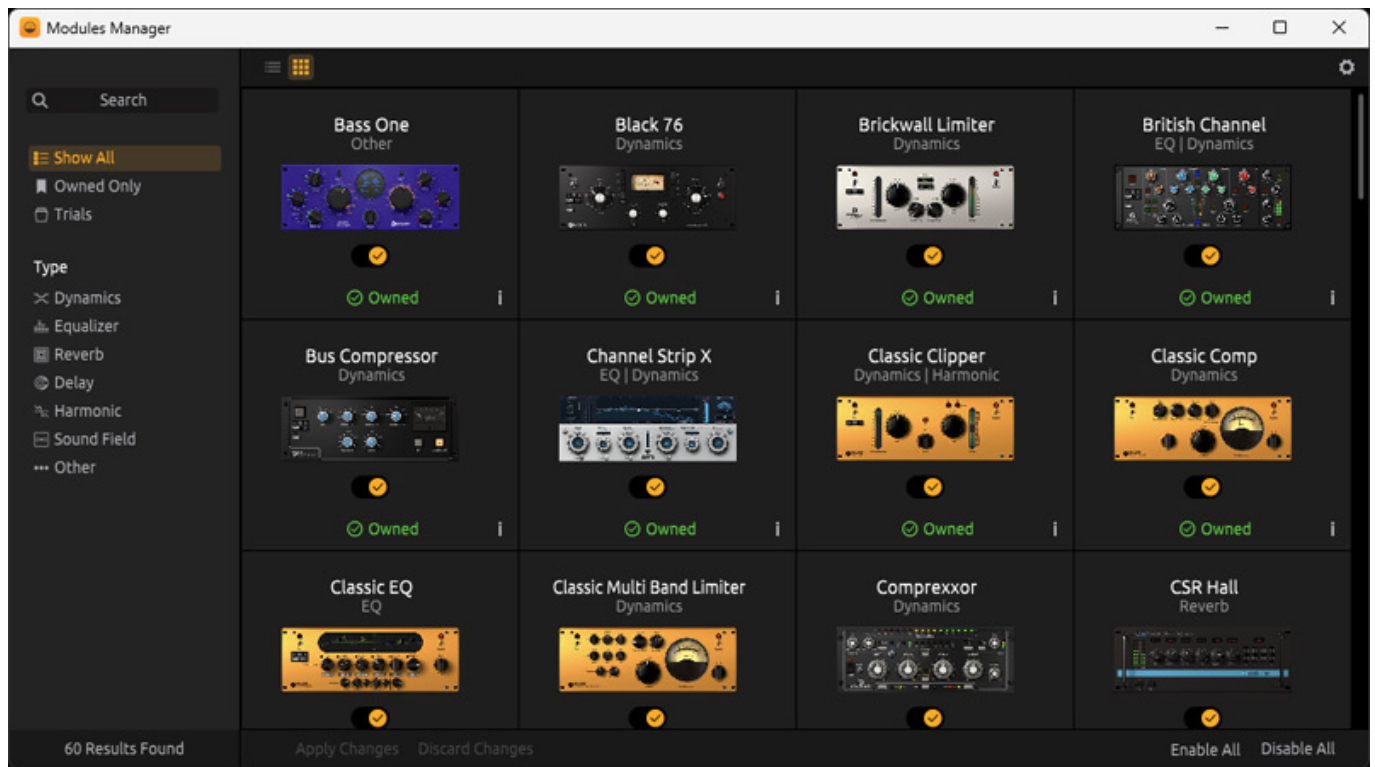 Modules Manager
Search
Show All
Owned Only
Trials
Type
Dynamics
Equalizer
Reverb
Delay
Harmonic
Sound Field
Other
60 Results Found
Bass One
Other
Owned
Black 76
Dynamics
Owned
Brickwall Limiter
Dynamics
Owned
British Channel
EQ | Dynamics
Owned
Bus Compressor
Dynamics
Owned
Channel Strip X
EQ | Dynamics
Owned
Classic Clipper
Dynamics | Harmonic
Owned
Classic Comp
Dynamics
Owned
Classic EQ
EQ
Classic Multi Band Limiter
Dynamics
Comprexxor
Dynamics
CSR Hall
Reverb
Apply Changes Discard Changes
Enable All Disable All